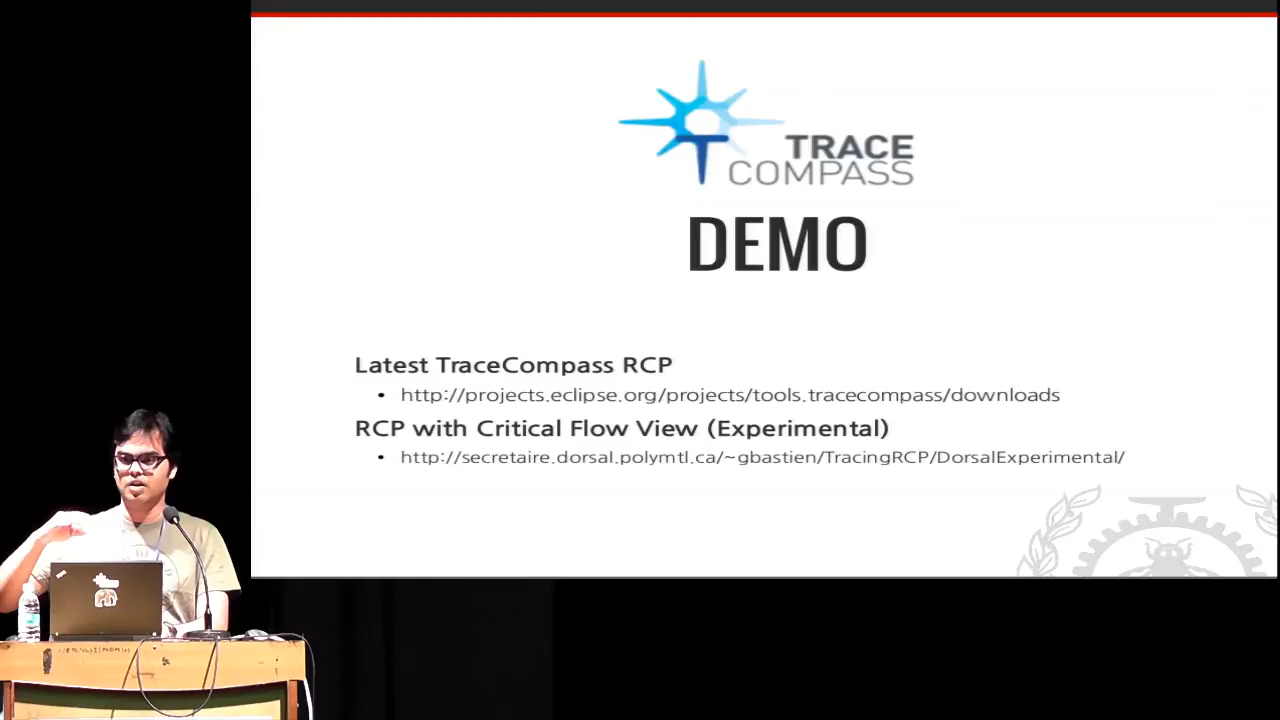 TRACE
COMPASS
DEMO
Latest TraceCompass RCP
• http://projects.eclipse.org/projects/tools.tracecompass/downloads
RCP with Critical Flow View (Experimental)
• http://secretaire.dorsal.polymtl.ca/~gbastien/TracingRCP/DorsalExperimental/